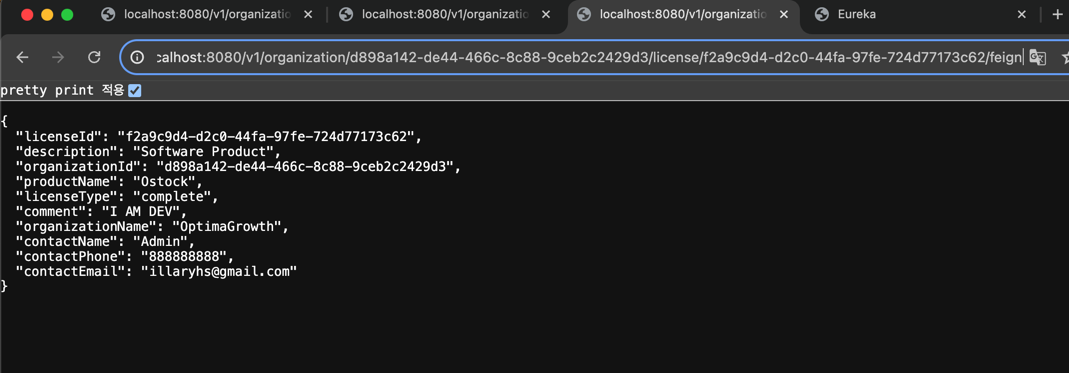 localhost:8080/v1/organizatio
localhost:8080/v1/organizatio
localhost:8080/v1/organizatio
Eureka
calhost:8080/v1/organization/d898a142-de44-466c-8c88-9ceb2c2429d3/license/f2a9c9d4-d2c0-44fa-97fe-724d77173c62/feign
pretty print 적용
{
"licenseId": "f2a9c9d4-d2c0-44fa-97fe-724d77173c62",
"description": "Software Product",
"organizationId": "d898a142-de44-466c-8c88-9ceb2c2429d3",
"productName": "Ostock",
"licenseType": "complete",
"comment": "I AM DEV",
"organizationName": "OptimaGrowth",
"contactName": "Admin",
"contactPhone": "888888888",
"contactEmail": "illaryhs@gmail.com"
}